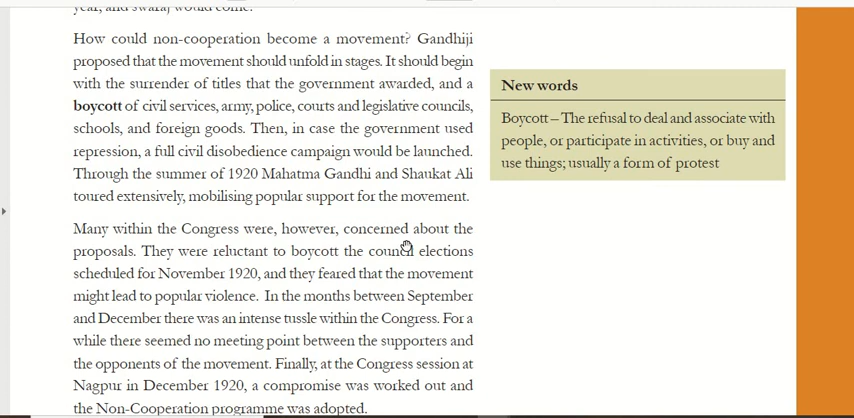 year, and swaraj would come.
How could non-cooperation become a movement? Gandhiji
proposed that the movement should unfold in stages. It should begin
with the surrender of titles that the government awarded, and a
boycott of civil services, army, police, courts and legislative councils,
schools, and foreign goods. Then, in case the government used
repression, a full civil disobedience campaign would be launched.
Through the summer of 1920 Mahatma Gandhi and Shaukat Ali
toured extensively, mobilising popular support for the movement.
Many within the Congress were, however, concerned about the
proposals. They were reluctant to boycott the council elections
scheduled for November 1920, and they feared that the movement
might lead to popular violence. In the months between September
and December there was an intense tussle within the Congress. For a
while there seemed no meeting point between the supporters and
the opponents of the movement. Finally, at the Congress session at
Nagpur in December 1920, a compromise was worked out and
the Non-Cooperation programme was adopted.
New words
Boycott – The refusal to deal and associate with
people, or participate in activities, or buy and
use things; usually a form of protest